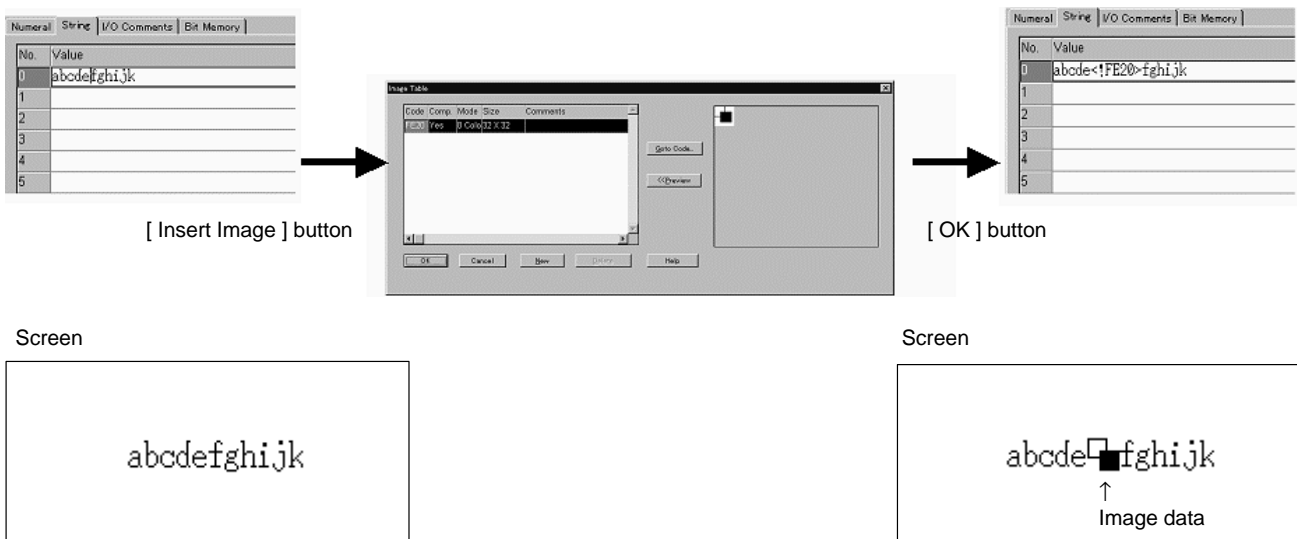 Numeral String I/O Comments Bit Memory
No. Value
0 abcdefghijk
1
2
3
4
5
[ Insert Image ] button
Image Table
Code Comp. Mode Size Comments
FE20 Yes 8 Colo 32 X 32
Goto Code..
<<Preview
OK Cancel New Delete Help
Numeral String I/O Comments Bit Memory
No. Value
0 abcde<!FE20>fghijk
1
2
3
4
5
[ OK ] button
Screen
abcdefghijk
Screen
abcde fghijk
↑
Image data